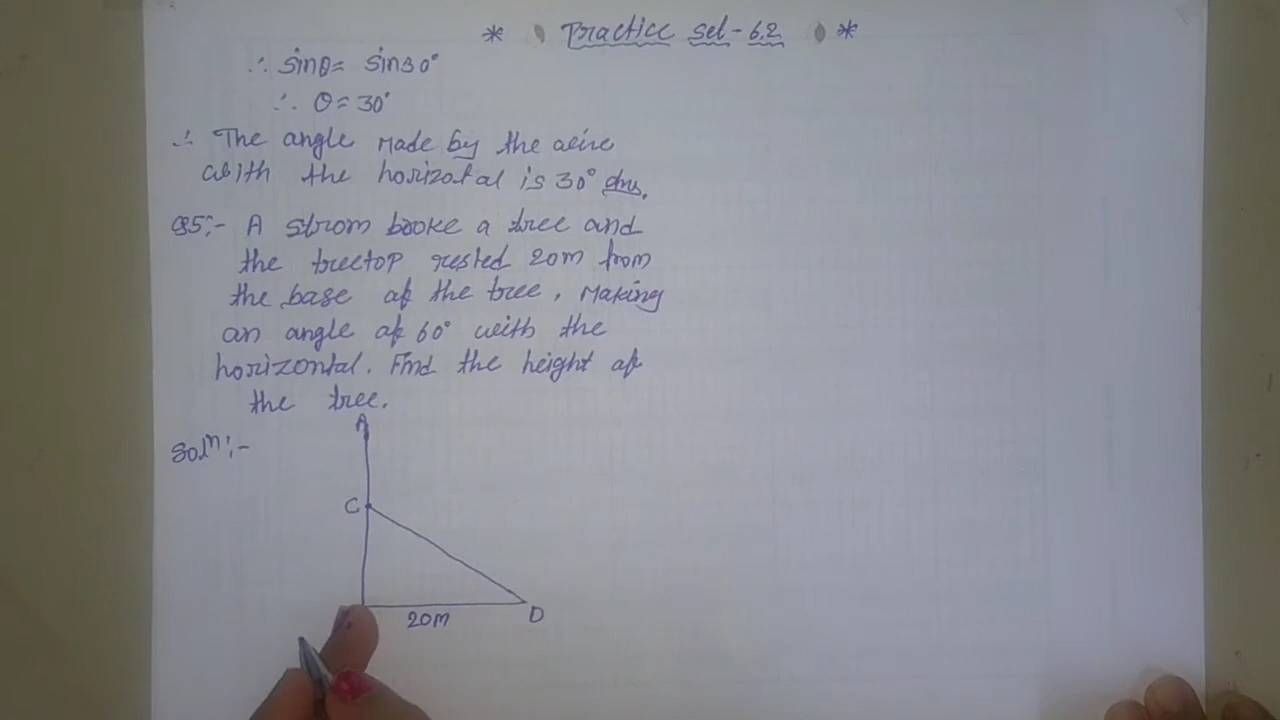 * Practice set-6.2 *
∴ sinθ= sin30°
∴ θ=30°
∴ The angle Made by the wire
with the horizotal is 30° Ans.
Q5:- A strom booke a tree and
the treetop rested 20m from
the base of the tree, Making
an angle of 60° with the
horizontal. Find the height of
the tree.
Solⁿ:-
A
C
20m
D